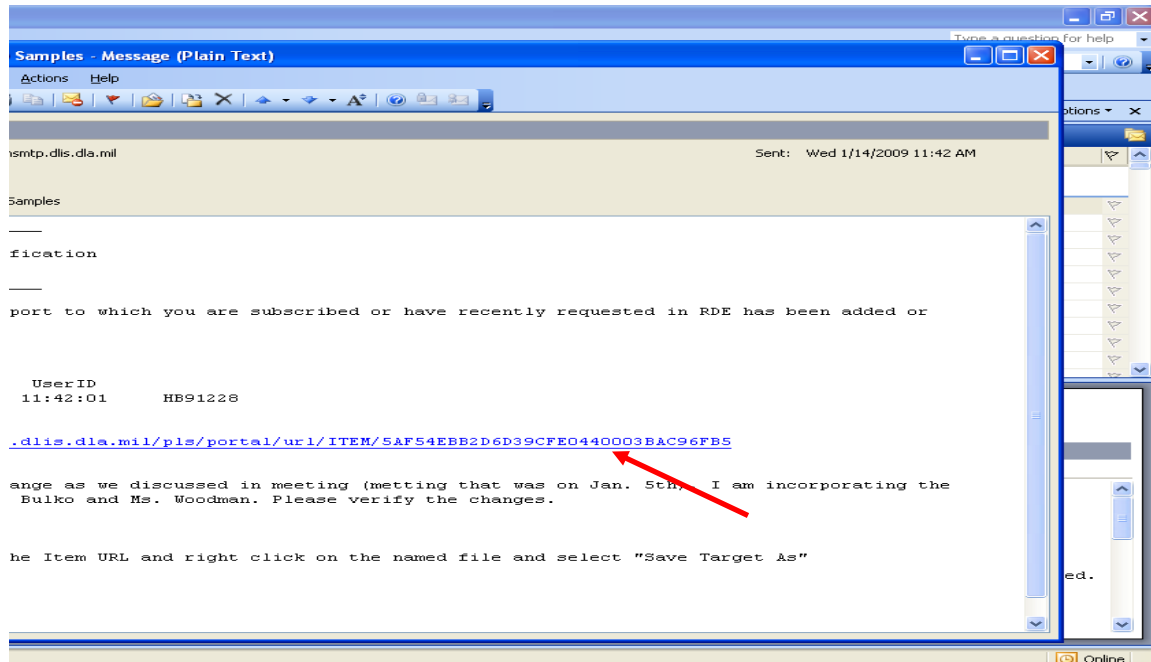 Type a question for help
Samples - Message (Plain Text)
Actions Help
ptions
nsmtp.dlis.dla.mil
Sent: Wed 1/14/2009 11:42 AM
Samples
fication
port to which you are subscribed or have recently requested in RDE has been added or
UserID
11:42:01 HB91228
.dlis.dla.mil/pls/portal/url/ITEM/5AF54EBB2D6D39CFE0440003BAC96FB5
ange as we discussed in meeting (metting that was on Jan. 5th). I am incorporating the
Bulko and Ms. Woodman. Please verify the changes.
he Item URL and right click on the named file and select "Save Target As"
ed.
Online